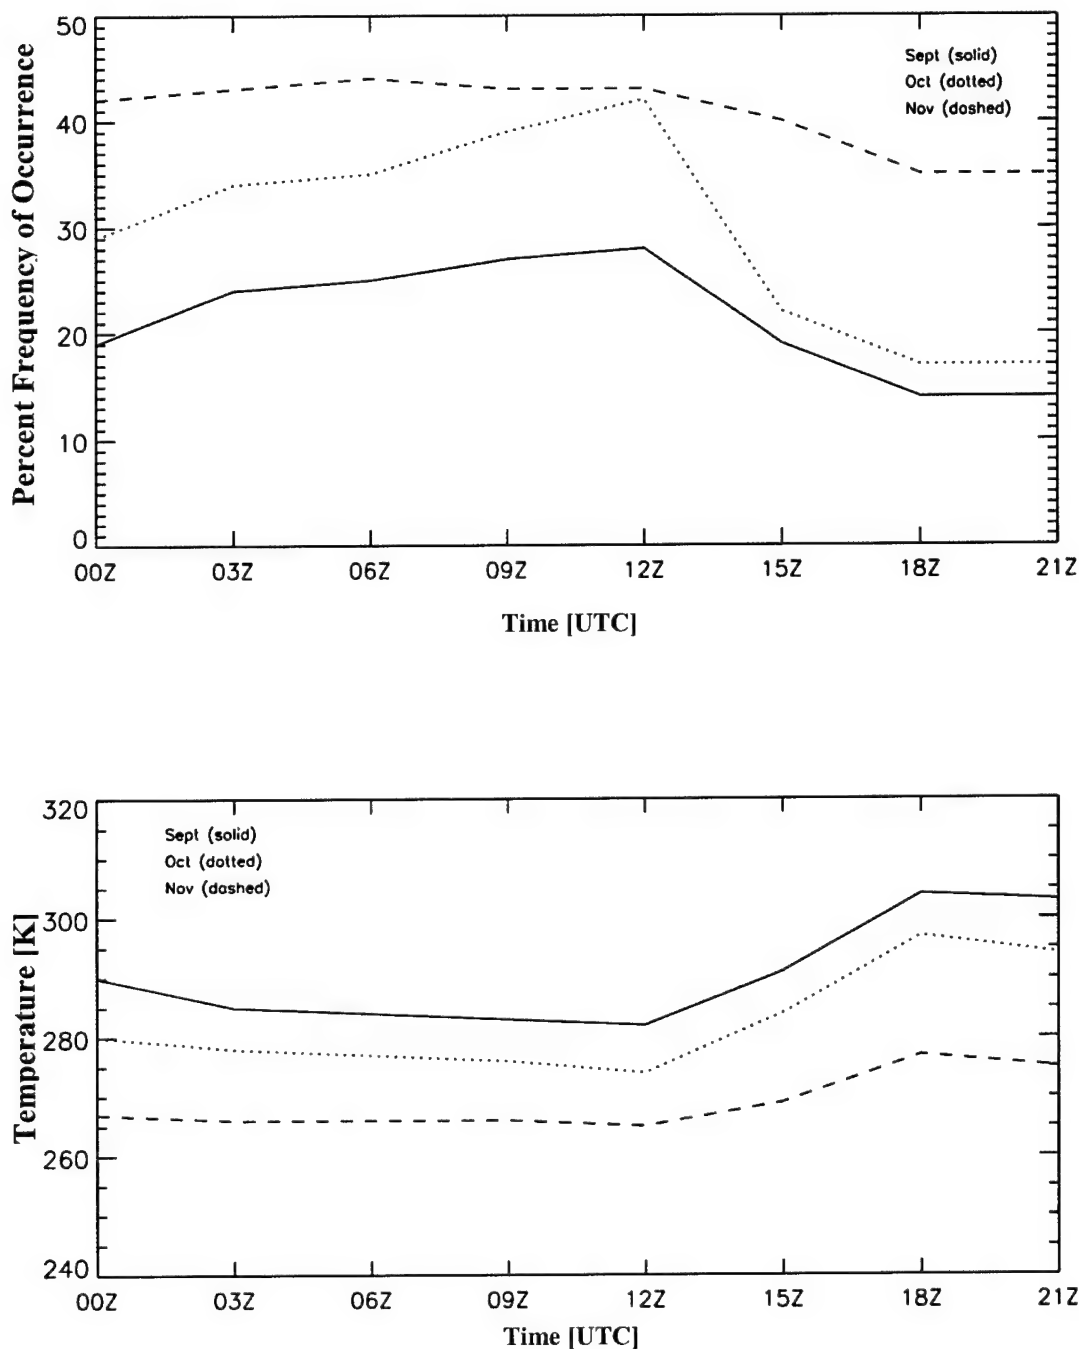 Percent Frequency of Occurrence
50
40
30
20
10
0
Sept (solid)
Oct (dotted)
Nov (dashed)
00Z 03Z 06Z 09Z 12Z 15Z 18Z 21Z
Time [UTC]
Temperature [K]
320
300
280
260
240
Sept (solid)
Oct (dotted)
Nov (dashed)
00Z 03Z 06Z 09Z 12Z 15Z 18Z 21Z
Time [UTC]